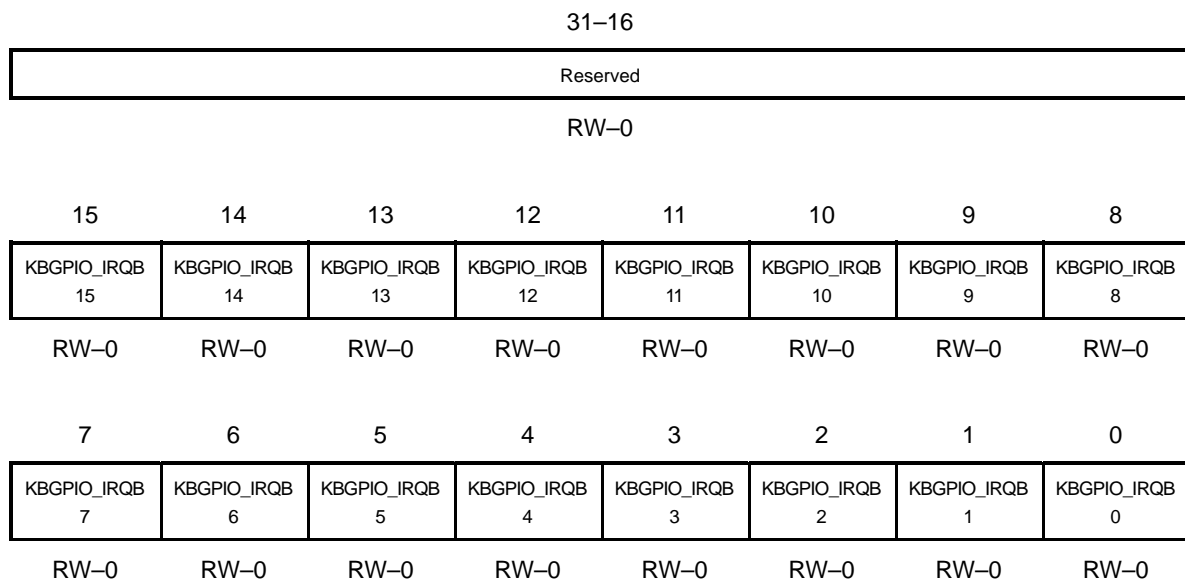 31–16
Reserved
RW–0
15 14 13 12 11 10 9 8
KBGPIO_IRQB KBGPIO_IRQB KBGPIO_IRQB KBGPIO_IRQB KBGPIO_IRQB KBGPIO_IRQB KBGPIO_IRQB KBGPIO_IRQB
15 14 13 12 11 10 9 8
RW–0 RW–0 RW–0 RW–0 RW–0 RW–0 RW–0 RW–0
7 6 5 4 3 2 1 0
KBGPIO_IRQB KBGPIO_IRQB KBGPIO_IRQB KBGPIO_IRQB KBGPIO_IRQB KBGPIO_IRQB KBGPIO_IRQB KBGPIO_IRQB
7 6 5 4 3 2 1 0
RW–0 RW–0 RW–0 RW–0 RW–0 RW–0 RW–0 RW–0